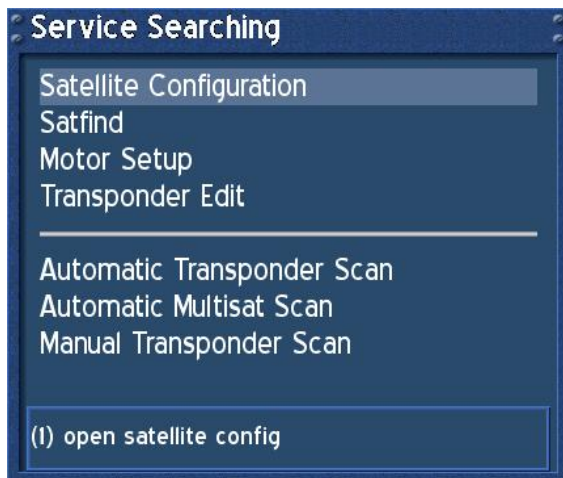 Service Searching
Satellite Configuration
Satfind
Motor Setup
Transponder Edit
Automatic Transponder Scan
Automatic Multisat Scan
Manual Transponder Scan
(1) open satellite config